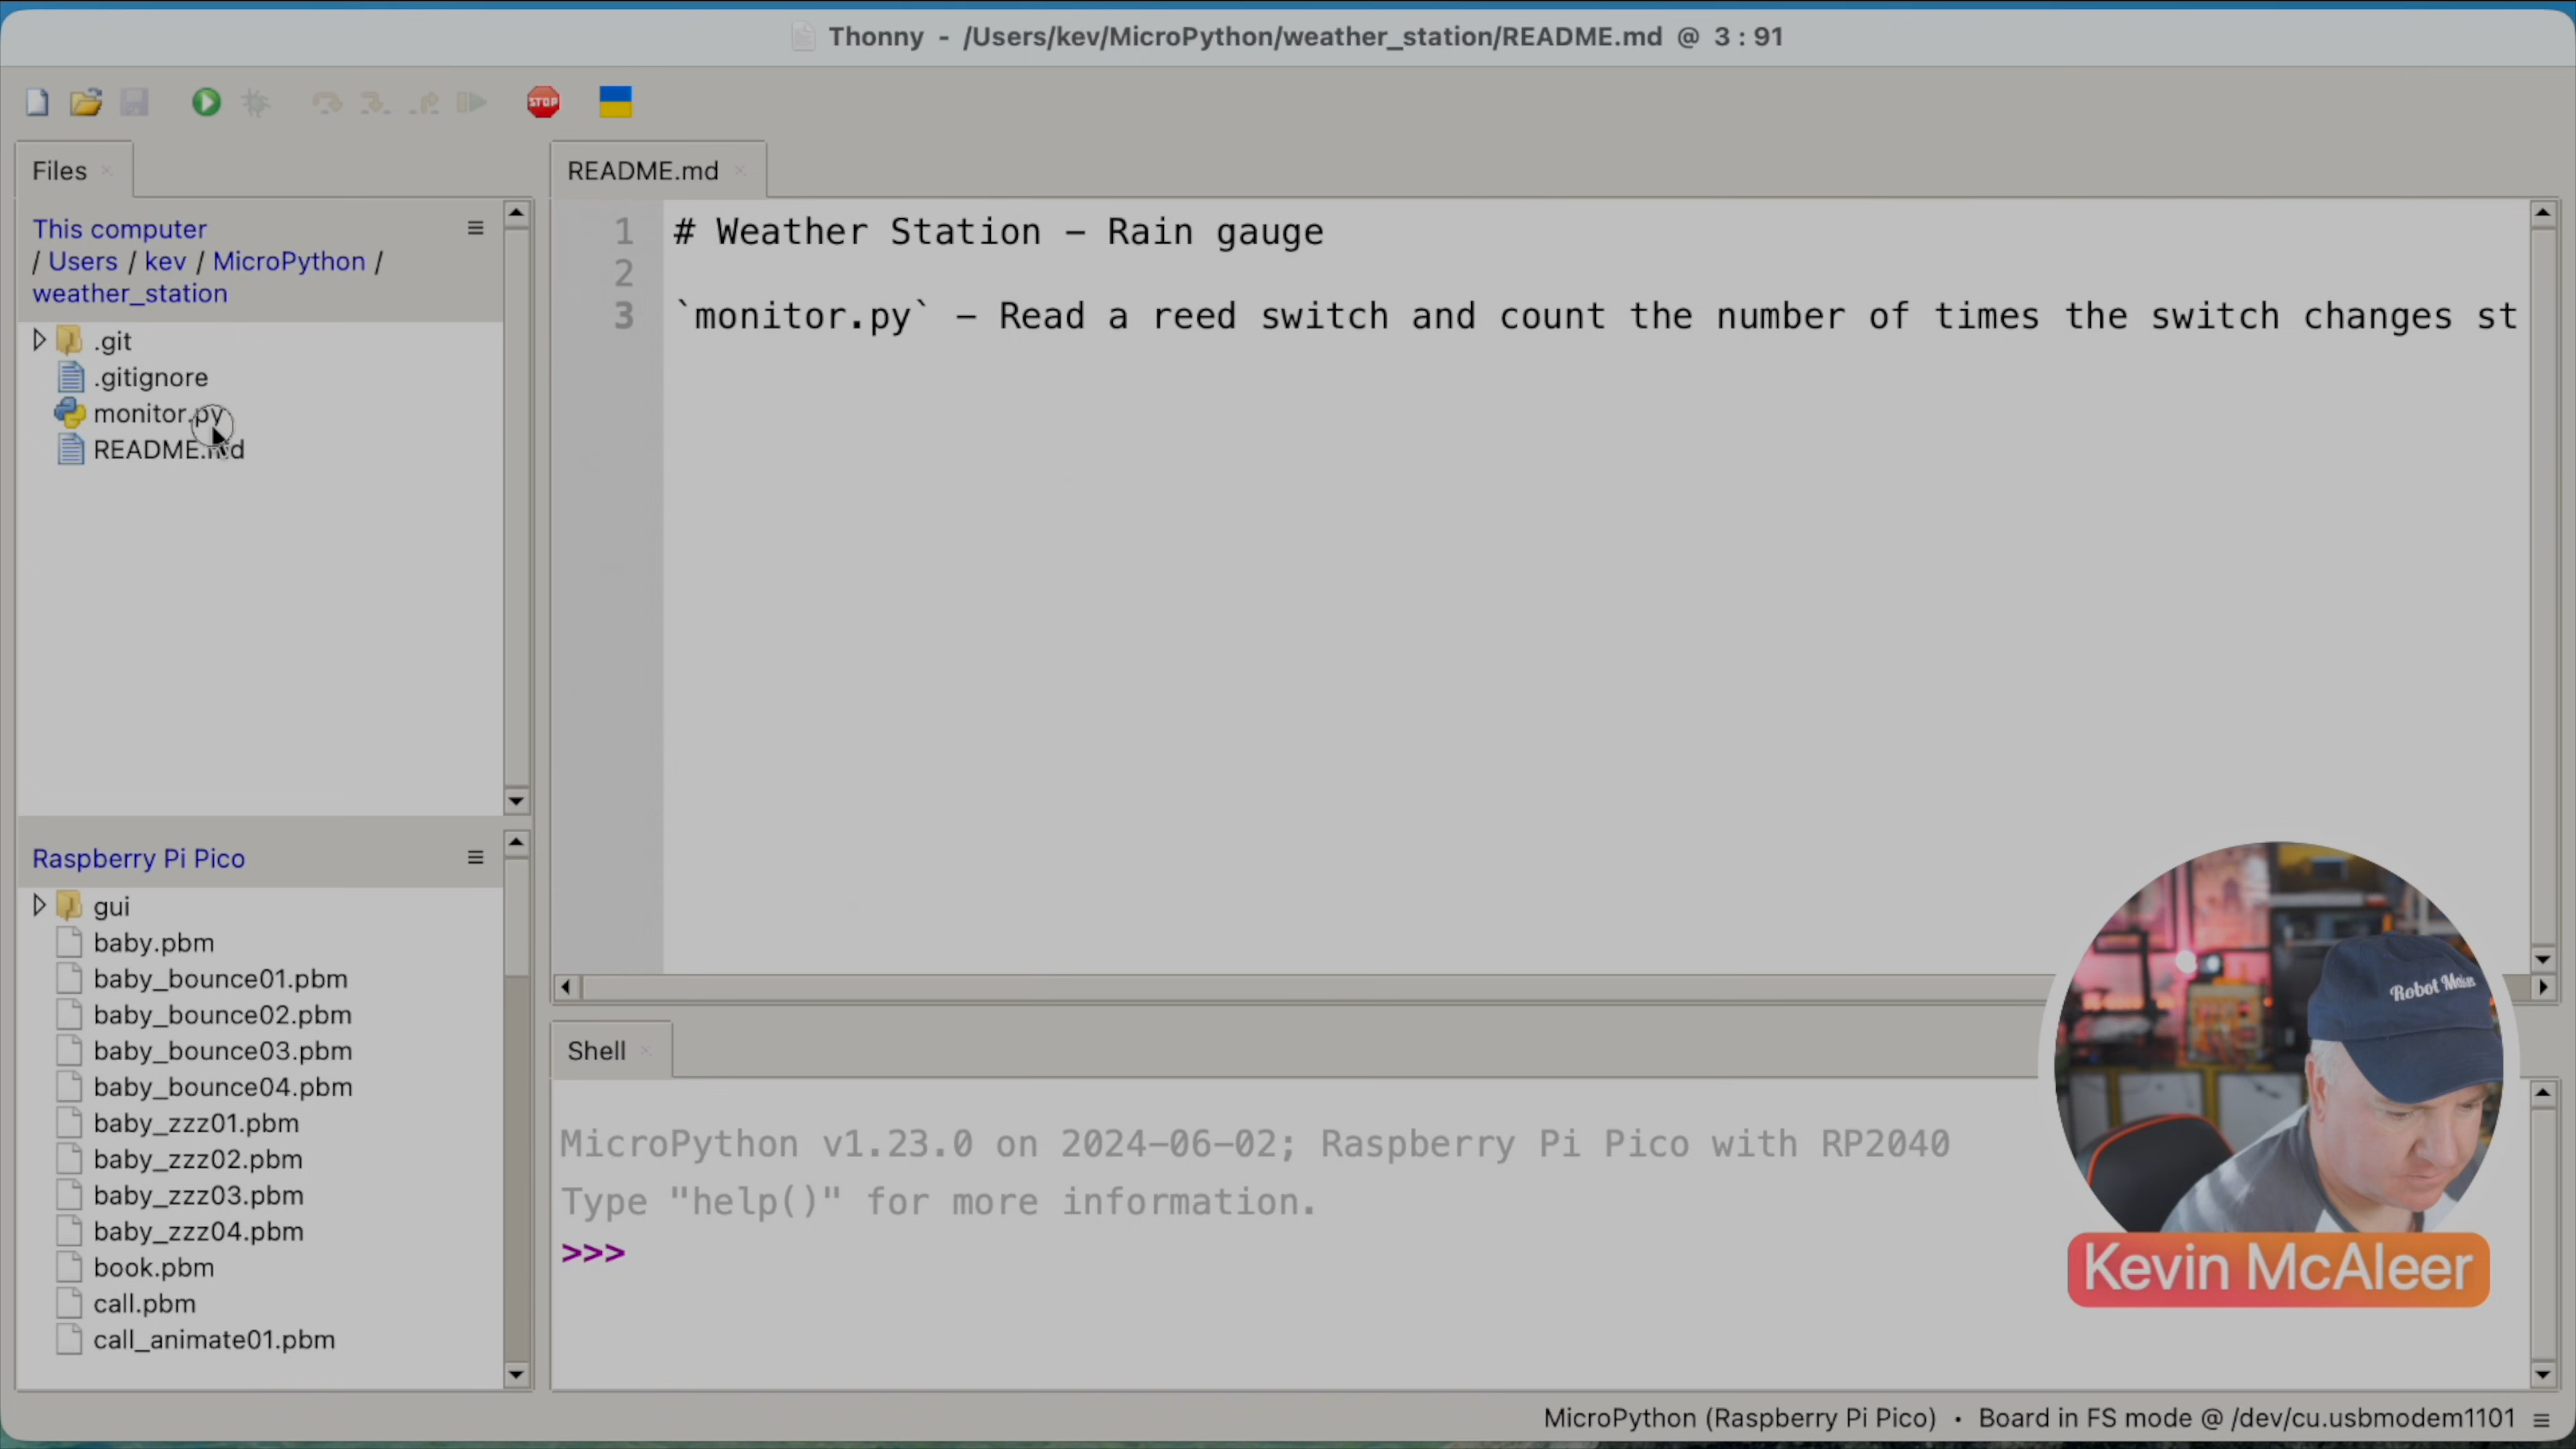 Thonny - /Users/kev/MicroPython/weather_station/README.md @ 3 : 91
STOP
Files
README.md
This computer
/ Users / kev / MicroPython /
weather_station
.git
.gitignore
monitor.py
README.md
1 # Weather Station - Rain gauge
2
3 `monitor.py` - Read a reed switch and count the number of times the switch changes st
Raspberry Pi Pico
gui
baby.pbm
baby_bounce01.pbm
baby_bounce02.pbm
baby_bounce03.pbm
baby_bounce04.pbm
baby_zzz01.pbm
baby_zzz02.pbm
baby_zzz03.pbm
baby_zzz04.pbm
book.pbm
call.pbm
call_animate01.pbm
Shell
MicroPython v1.23.0 on 2024-06-02; Raspberry Pi Pico with RP2040
Type "help()" for more information.
>>>
Robot
Kevin McAleer
MicroPython (Raspberry Pi Pico) • Board in FS mode @ /dev/cu.usbmodem1101